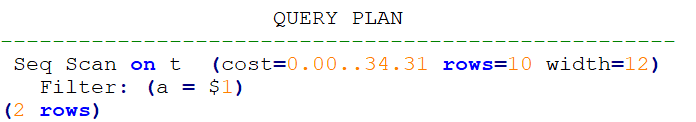 QUERY PLAN
-------------------------------------------------------
Seq Scan on t (cost=0.00..34.31 rows=10 width=12)
Filter: (a = $1)
(2 rows)